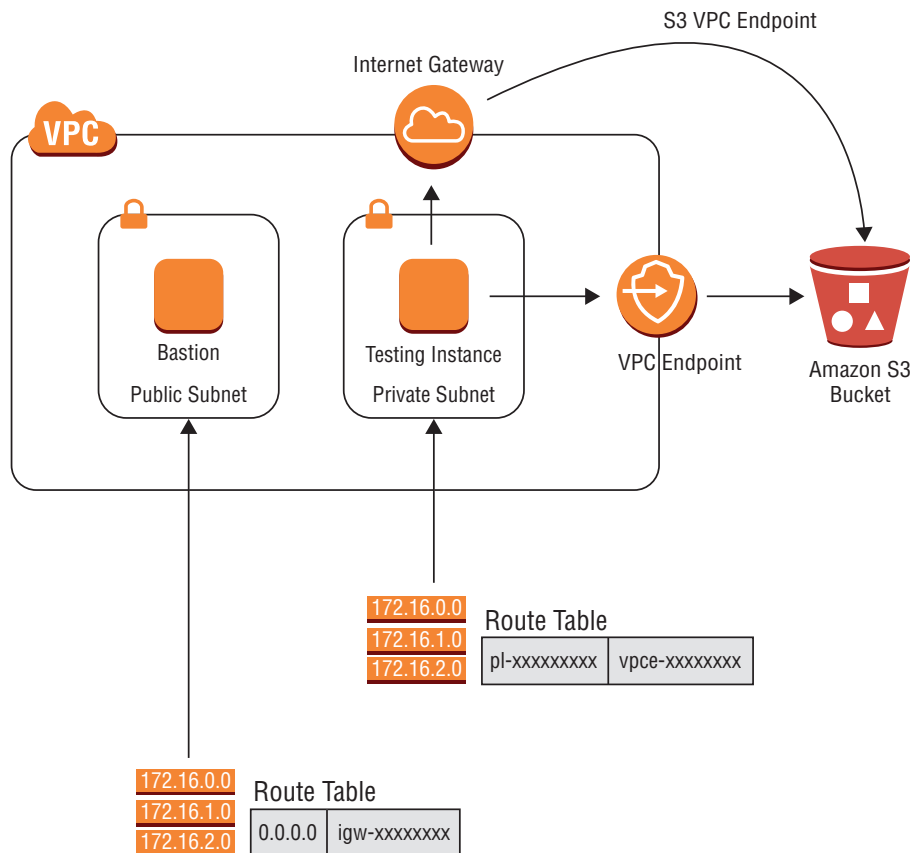 S3 VPC Endpoint
Internet Gateway
VPC
Bastion
Public Subnet
Testing Instance
Private Subnet
VPC Endpoint
Amazon S3
Bucket
172.16.0.0
172.16.1.0
172.16.2.0
Route Table
pl-xxxxxxxxx vpce-xxxxxxxx
172.16.0.0
172.16.1.0
172.16.2.0
Route Table
0.0.0.0 igw-xxxxxxxx